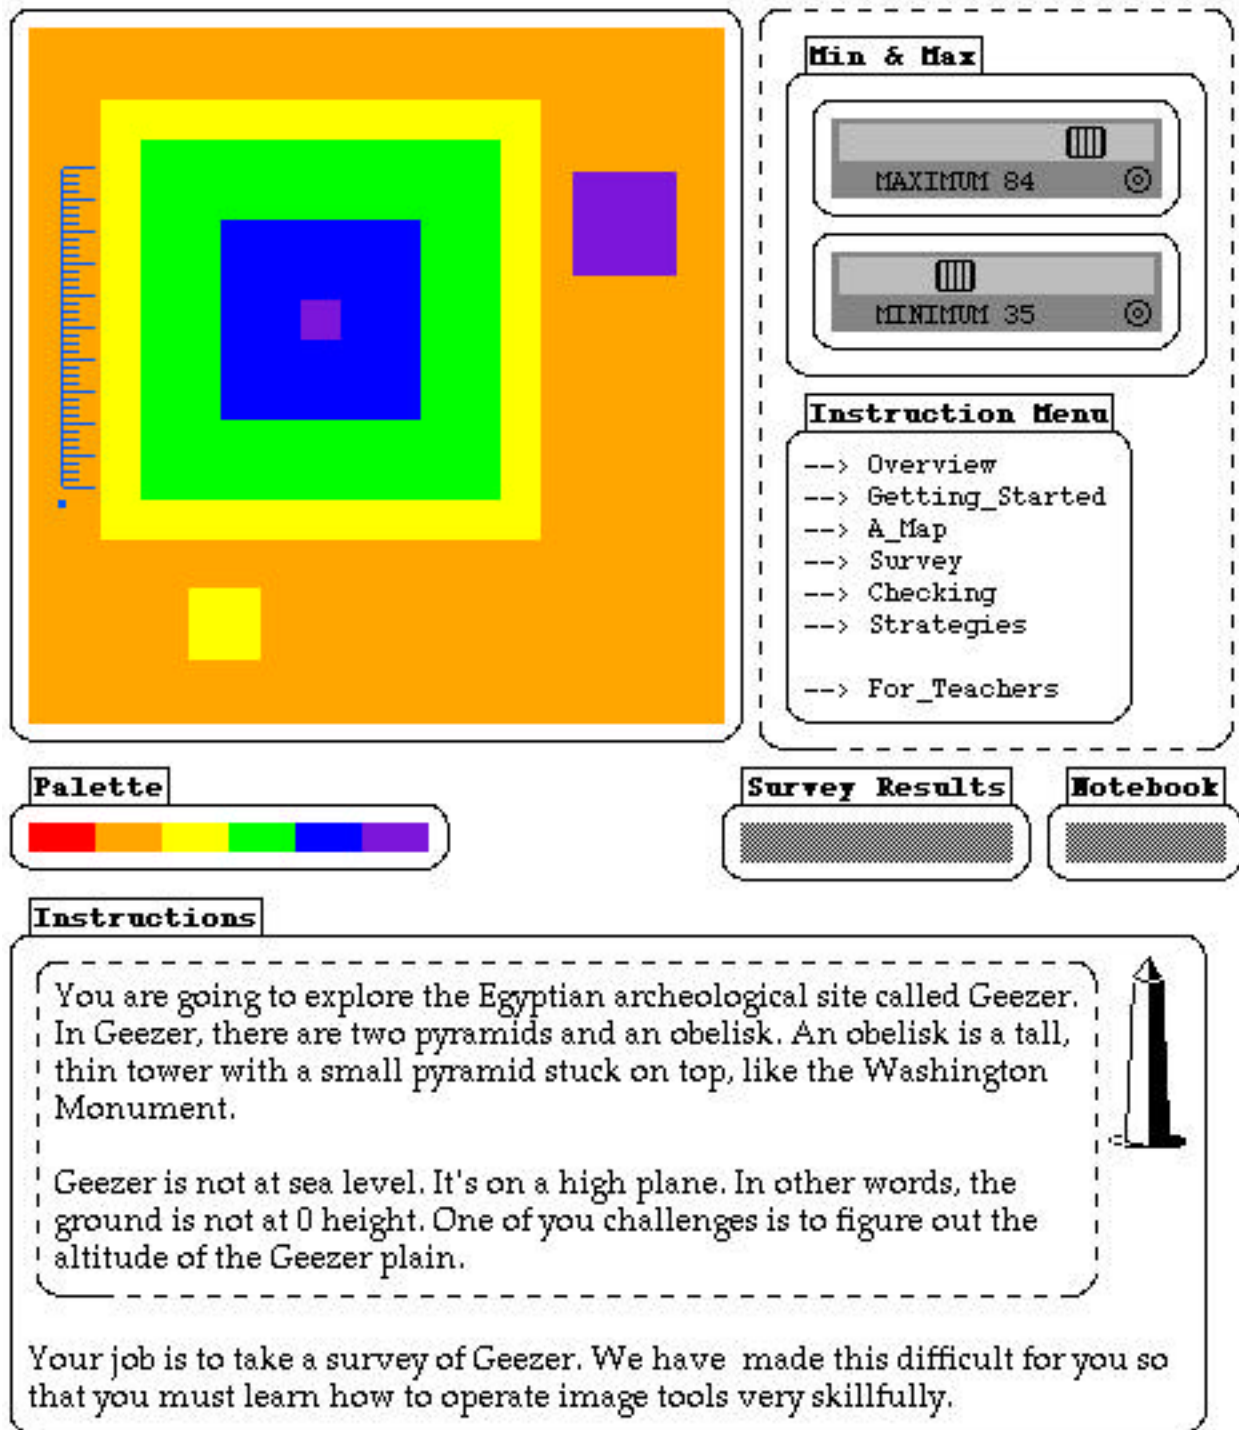 Min & Max
MAXIMUM 84
MINIMUM 35
Instruction Menu
--> Overview
--> Getting_Started
--> A_Map
--> Survey
--> Checking
--> Strategies
--> For_Teachers
Palette
Survey Results
Notebook
Instructions
You are going to explore the Egyptian archeological site called Geezer.
In Geezer, there are two pyramids and an obelisk. An obelisk is a tall,
thin tower with a small pyramid stuck on top, like the Washington
Monument.
Geezer is not at sea level. It's on a high plane. In other words, the
ground is not at 0 height. One of you challenges is to figure out the
altitude of the Geezer plain.
Your job is to take a survey of Geezer. We have made this difficult for you so
that you must learn how to operate image tools very skillfully.